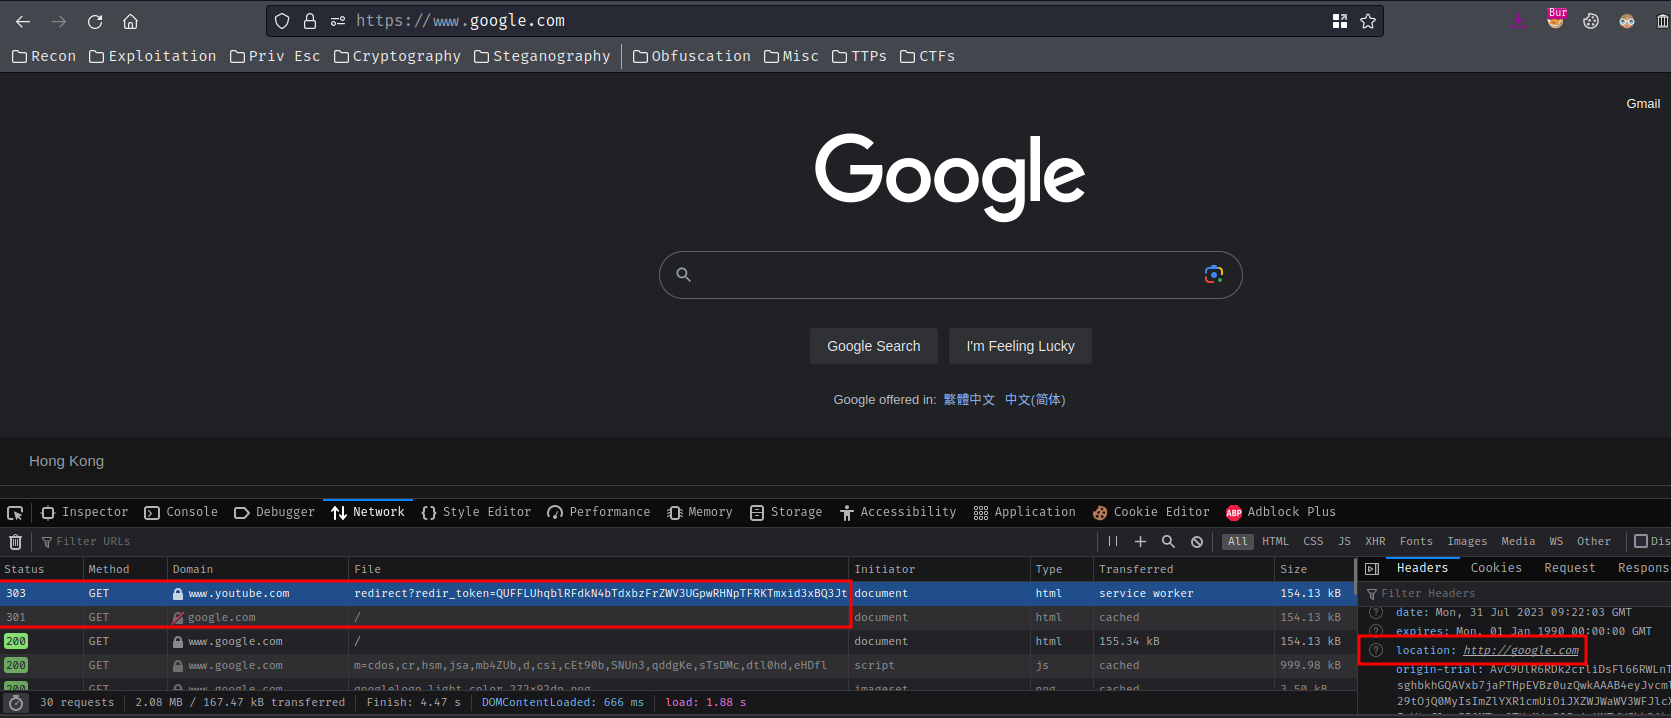 https://www.google.com
Bur
Recon Exploitation Priv Esc Cryptography Steganography Obfuscation Misc TTPs CTFs
Gmail
Google
Google Search I'm Feeling Lucky
Google offered in: 繁體中文 中文(简体)
Hong Kong
Inspector Console Debugger Network Style Editor Performance Memory Storage Accessibility Application Cookie Editor ABP Adblock Plus
Filter URLs All HTML CSS JS XHR Fonts Images Media WS Other Dis
Status Method Domain File Initiator Type Transferred Size
303 GET www.youtube.com redirect?redir_token=QUFFLUhqblRFdkN4bTdxbzFrZWV3UGpwRHNpTFRKTmxid3xBQ3Jt document html service worker 154.13 kB
301 GET google.com / document html cached 154.13 kB
200 GET www.google.com / document html 155.34 kB 154.13 kB
200 GET www.google.com m=cdos,cr,hsm,jsa,mb4ZUb,d,csi,cEt90b,SNUn3,qddgKe,sTsDMc,dtl0hd,eHDfl script js cached 999.98 kB
200 GET www.google.com googlelogo_light_color_272x92dp.png imageset png cached 3.50 kB
30 requests 2.08 MB / 167.47 kB transferred Finish: 4.47 s DOMContentLoaded: 666 ms load: 1.88 s
Headers Cookies Request Respons
Filter Headers
date: Mon, 31 Jul 2023 09:22:03 GMT
expires: Mon, 01 Jan 1990 00:00:00 GMT
location: http://google.com
origin-trial: AvC9UlR6RDk2crliDsFl66RWLnT
sghbkhGQAVxb7jaPTHpEVBz0uzQwkAAAB4eyJvcml
29tOjQ0MyIsImZlYXR1cmUiOiJXZWJWaWV3WFJlcX